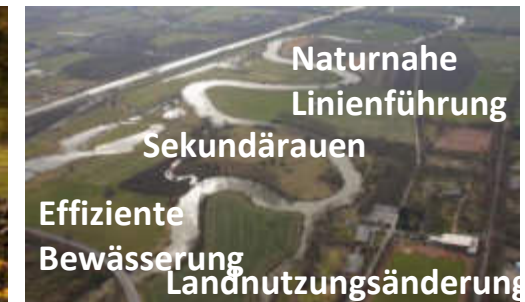 Naturnahe
Linienführung
Sekundärauen
Effiziente
Bewässerung
Landnutzungsänderung